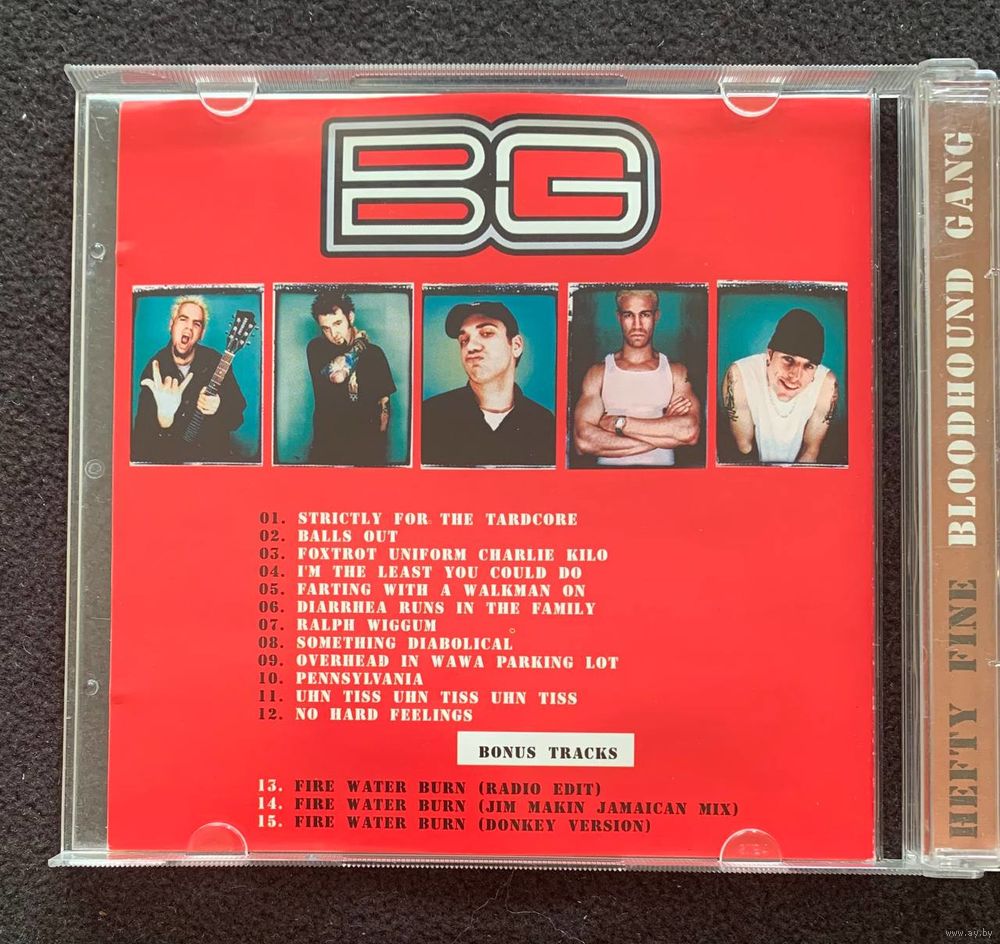 BG
01. STRICTLY FOR THE TARDCORE
02. BALLS OUT
03. FOXTROT UNIFORM CHARLIE KILO
04. I'M THE LEAST YOU COULD DO
05. FARTING WITH A WALKMAN ON
06. DIARRHEA RUNS IN THE FAMILY
07. RALPH WIGGUM
08. SOMETHING DIABOLICAL
09. OVERHEAD IN WAWA PARKING LOT
10. PENNSYLVANIA
11. UHN TISS UHN TISS UHN TISS
12. NO HARD FEELINGS
BONUS TRACKS
13. FIRE WATER BURN (RADIO EDIT)
14. FIRE WATER BURN (JIM MAKIN JAMAICAN MIX)
15. FIRE WATER BURN (DONKEY VERSION)
HEFTY FINE BLOODHOUND GANG
www.ay.by